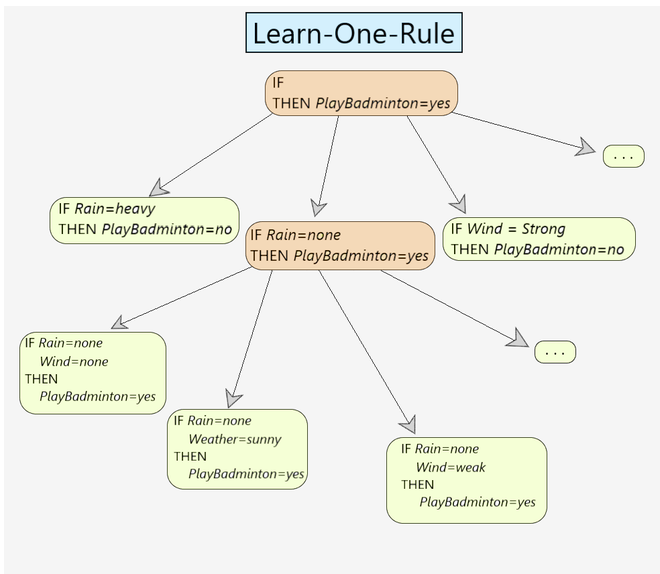 Learn-One-Rule
IF
THEN PlayBadminton=yes
. . .
IF Rain=heavy
THEN PlayBadminton=no
IF Rain=none
THEN PlayBadminton=yes
IF Wind = Strong
THEN PlayBadminton=no
IF Rain=none
Wind=none
THEN
PlayBadminton=yes
IF Rain=none
Weather=sunny
THEN
PlayBadminton=yes
IF Rain=none
Wind=weak
THEN
PlayBadminton=yes
. . .